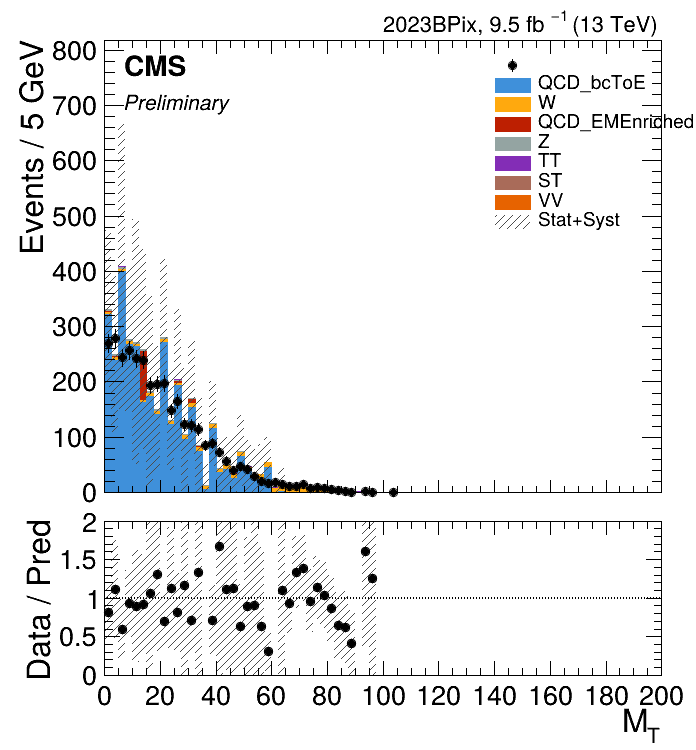 2023BPix, 9.5 fb⁻¹ (13 TeV)
CMS
Preliminary
QCD_bcToE
W
QCD_EMEnriched
Z
TT
ST
VV
Stat+Syst
Events / 5 GeV
800
700
600
500
400
300
200
100
0
Data / Pred
2
1.5
1
0.5
0
0 20 40 60 80 100 120 140 160 180 200
M_T